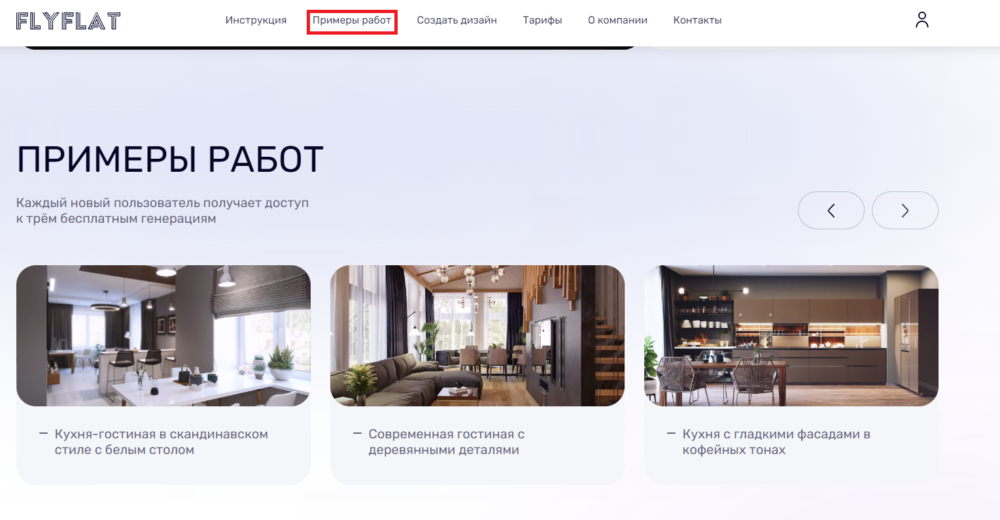 FLYFLAT
Инструкция
Примеры работ
Создать дизайн
Тарифы
О компании
Контакты
ПРИМЕРЫ РАБОТ
Каждый новый пользователь получает доступ
к трём бесплатным генерациям
— Кухня-гостиная в скандинавском
стиле с белым столом
— Современная гостиная с
деревянными деталями
— Кухня с гладкими фасадами в
кофейных тонах